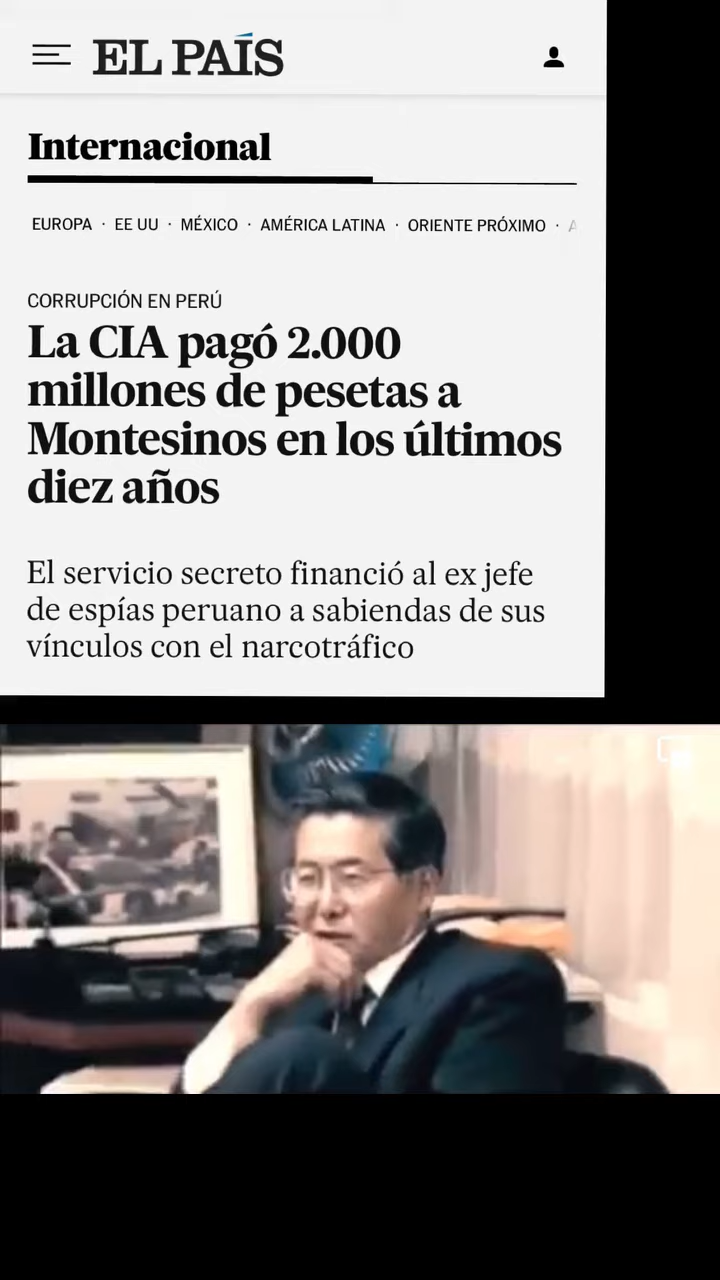 EL PAÍS
Internacional
EUROPA · EE UU · MÉXICO · AMÉRICA LATINA · ORIENTE PRÓXIMO ·
CORRUPCIÓN EN PERÚ
La CIA pagó 2.000
millones de pesetas a
Montesinos en los últimos
diez años
El servicio secreto financió al ex jefe
de espías peruano a sabiendas de sus
vínculos con el narcotráfico